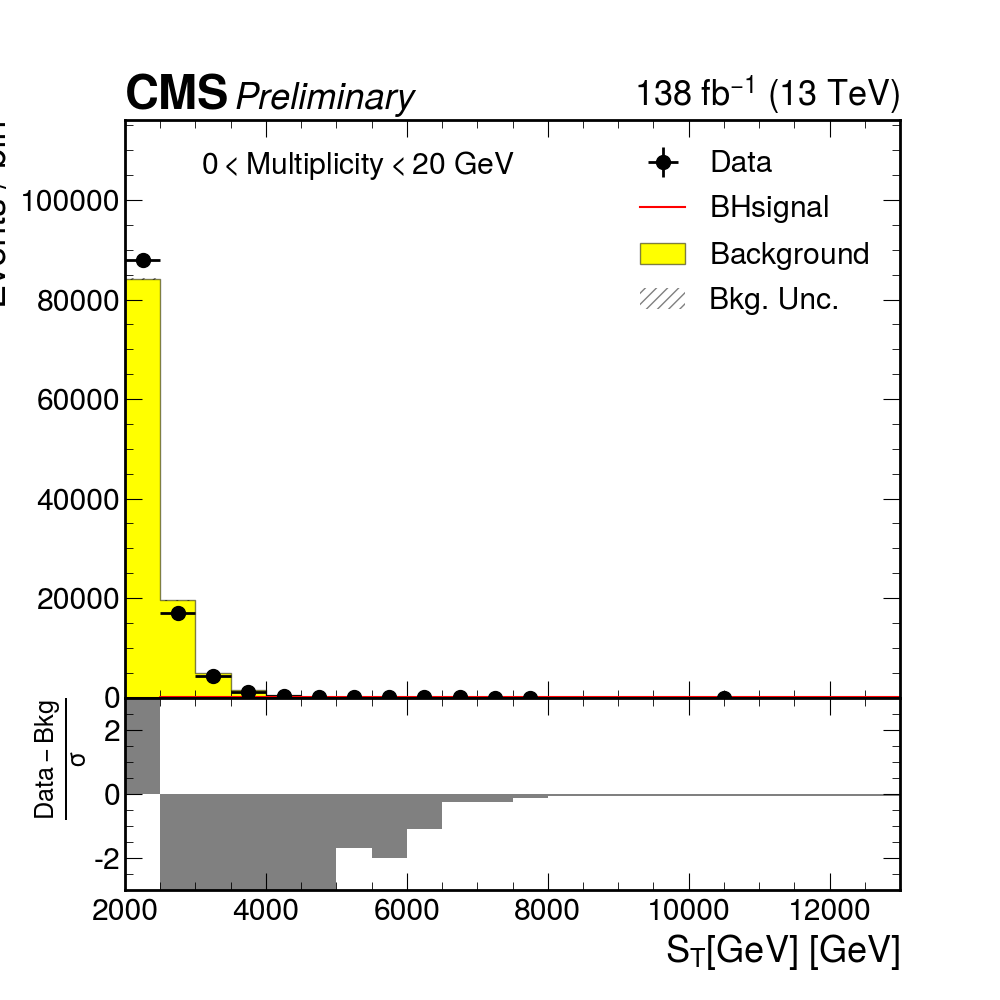 CMS Preliminary 138 fb⁻¹ (13 TeV)
0 < Multiplicity < 20 GeV
Data
BHsignal
Background
Bkg. Unc.
100000
80000
60000
40000
20000
0
Data − Bkg
σ
2
0
-2
2000 4000 6000 8000 10000 12000
S_T[GeV] [GeV]